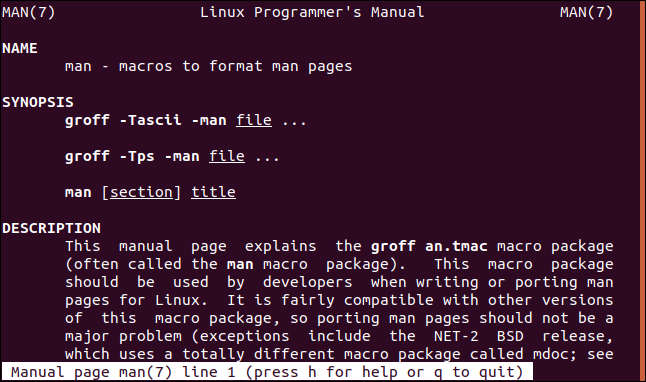 MAN(7) Linux Programmer's Manual MAN(7)
NAME
man - macros to format man pages
SYNOPSIS
groff -Tascii -man file ...
groff -Tps -man file ...
man [section] title
DESCRIPTION
This manual page explains the groff an.tmac macro package
(often called the man macro package). This macro package
should be used by developers when writing or porting man
pages for Linux. It is fairly compatible with other versions
of this macro package, so porting man pages should not be a
major problem (exceptions include the NET-2 BSD release,
which uses a totally different macro package called mdoc; see
Manual page man(7) line 1 (press h for help or q to quit)